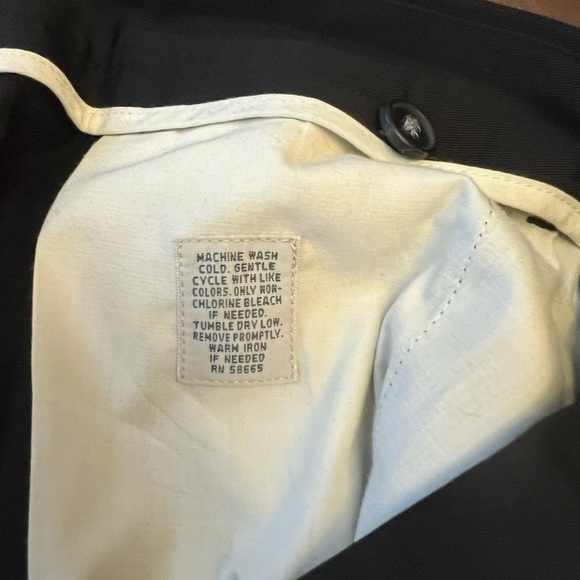 MACHINE WASH
COLD. GENTLE
CYCLE WITH LIKE
COLORS. ONLY NON-
CHLORINE BLEACH
IF NEEDED.
TUMBLE DRY LOW.
REMOVE PROMPTLY.
WARM IRON
IF NEEDED
RN 58665